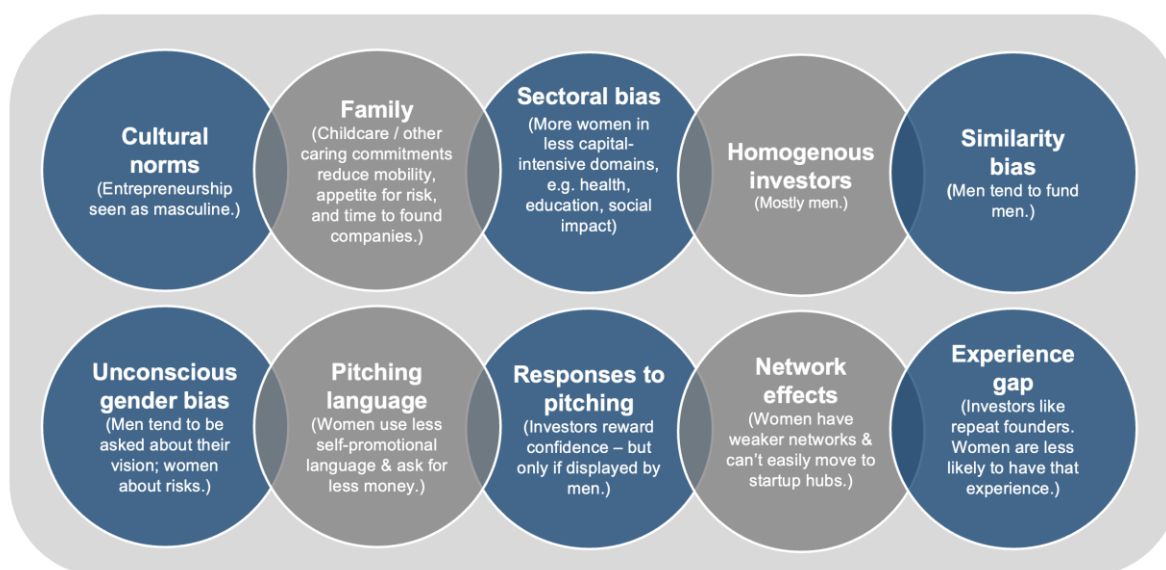 Cultural
norms
(Entrepreneurship
seen as masculine.)
Family
(Childcare / other
caring commitments
reduce mobility,
appetite for risk,
and time to found
companies.)
Sectoral bias
(More women in
less capital-
intensive domains,
e.g. health,
education, social
impact)
Homogenous
investors
(Mostly men.)
Similarity
bias
(Men tend to fund
men.)
Unconscious
gender bias
(Men tend to be
asked about their
vision; women
about risks.)
Pitching
language
(Women use less
self-promotional
language & ask for
less money.)
Responses to
pitching
(Investors reward
confidence – but
only if displayed by
men.)
Network
effects
(Women have
weaker networks &
can't easily move to
startup hubs.)
Experience
gap
(Investors like
repeat founders.
Women are less
likely to have that
experience.)